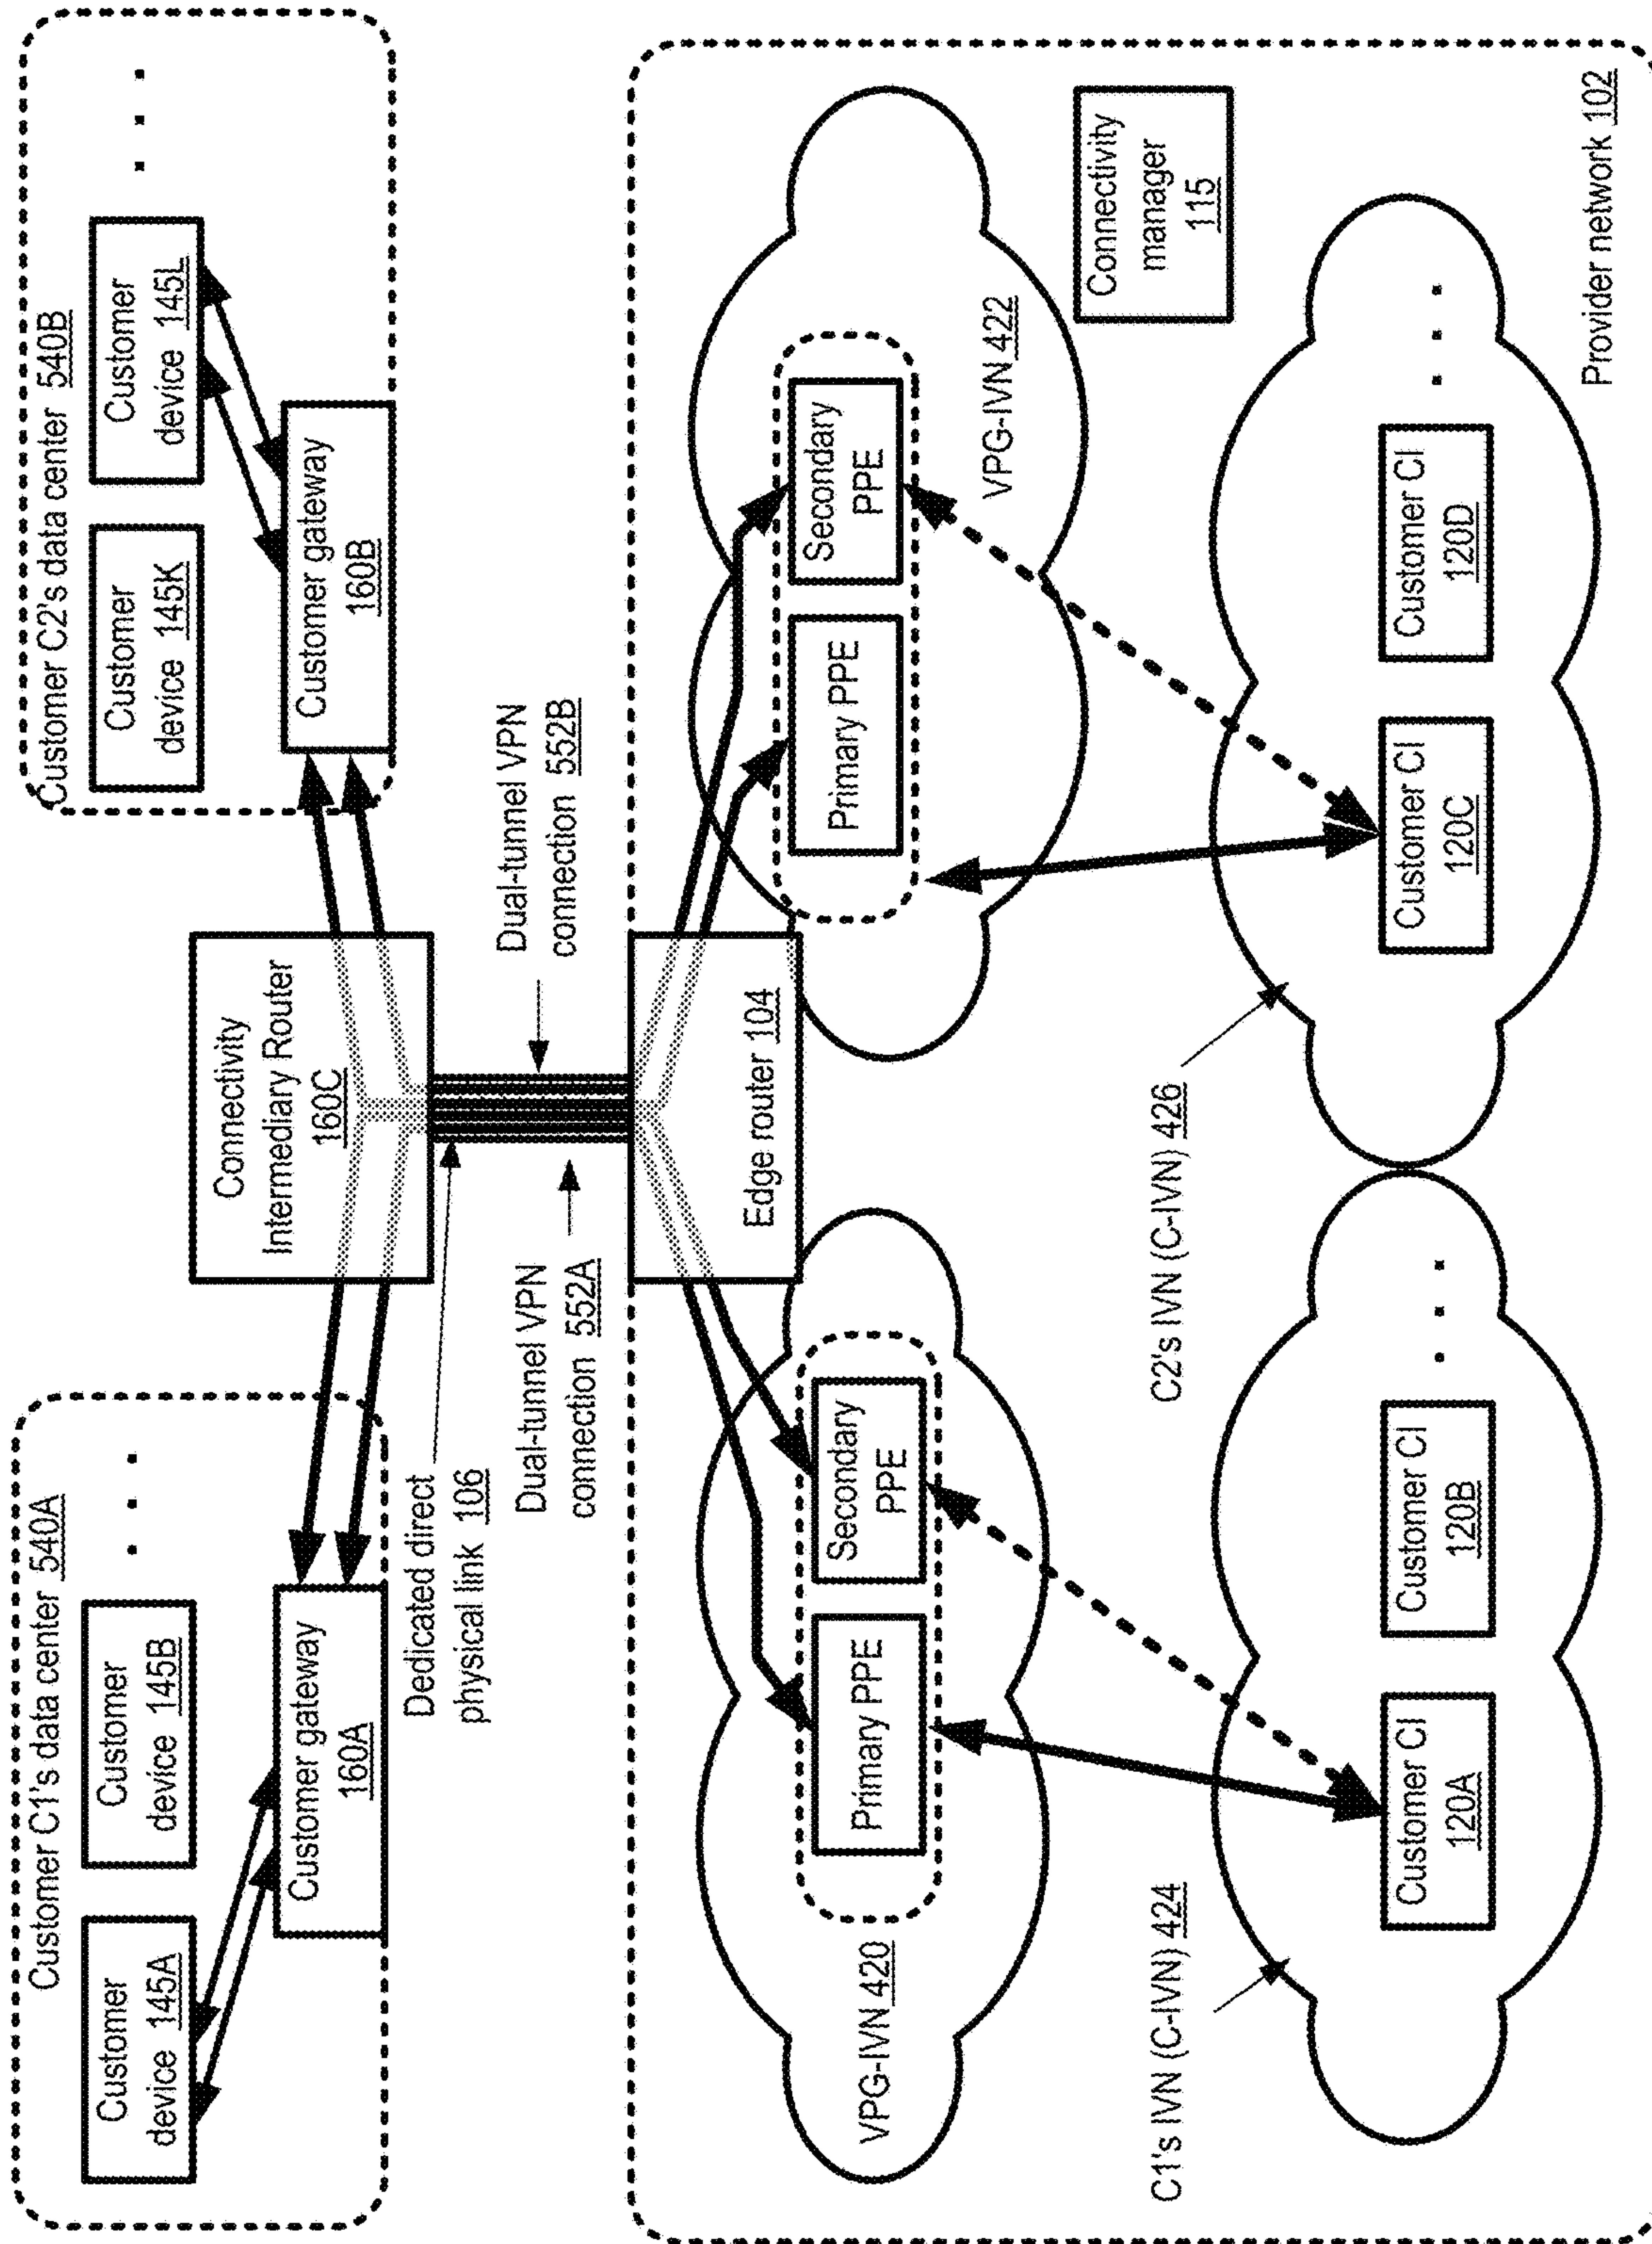 Customer C1's data center 540A
Customer
device 145A
Customer
device 145B
. . .
Customer gateway
160A
Customer C2's data center 540B
Customer
device 145K
Customer
device 145L
. . .
Customer gateway
160B
Connectivity
Intermediary Router
160C
Dedicated direct
physical link 106
Dual-tunnel VPN
connection 552A
Dual-tunnel VPN
connection 552B
Edge router 104
Primary PPE
Secondary
PPE
VPG-IVN 420
Primary PPE
Secondary
PPE
VPG-IVN 422
Connectivity
manager
115
C1's IVN (C-IVN) 424
Customer CI
120A
Customer CI
120B
. . .
C2's IVN (C-IVN) 426
Customer CI
120C
Customer CI
120D
. . .
Provider network 102